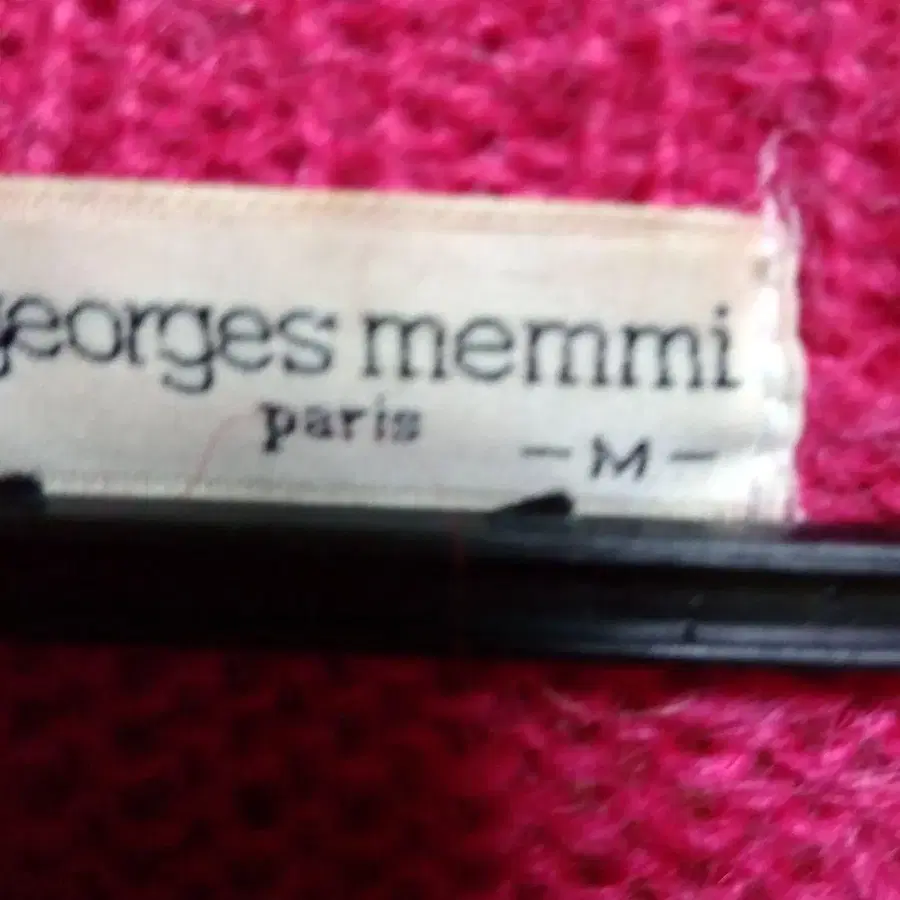 georges memmi
paris
– M –